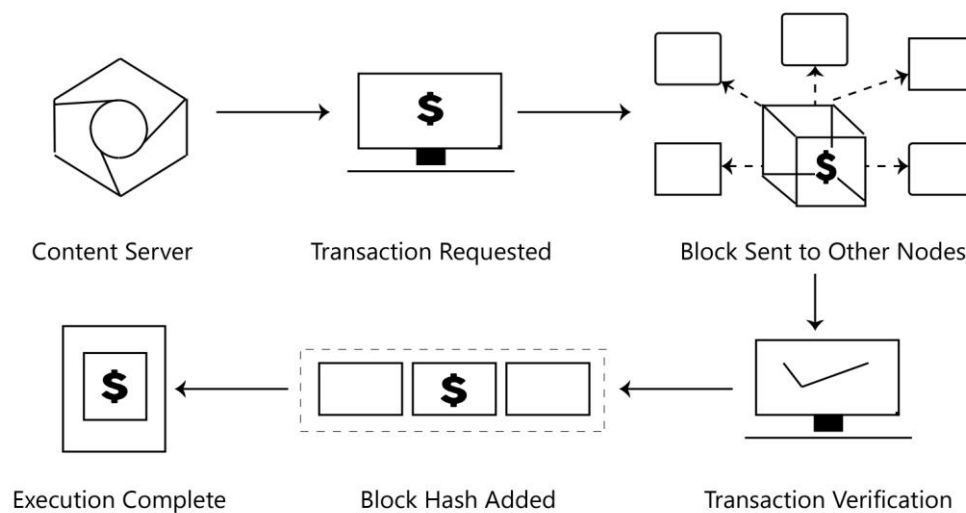 $
$
Content Server
Transaction Requested
Block Sent to Other Nodes
$
$
Execution Complete
Block Hash Added
Transaction Verification